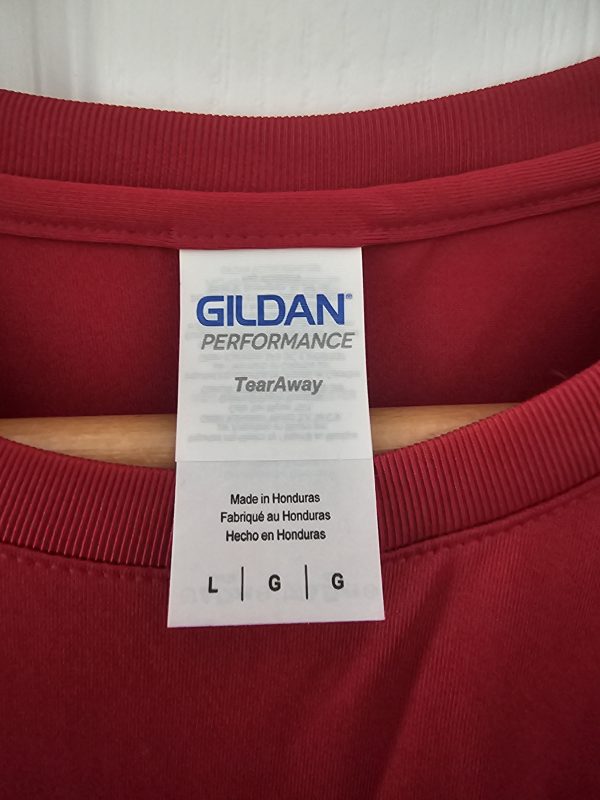 GILDAN®
PERFORMANCE
TearAway
Made in Honduras
Fabriqué au Honduras
Hecho en Honduras
L | G | G